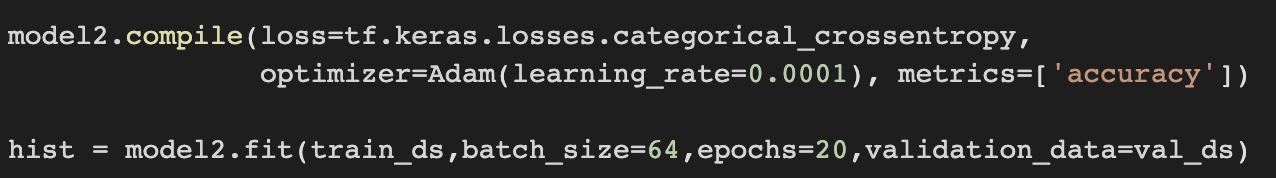 model2.compile(loss=tf.keras.losses.categorical_crossentropy,
optimizer=Adam(learning_rate=0.0001), metrics=['accuracy'])
hist = model2.fit(train_ds,batch_size=64,epochs=20,validation_data=val_ds)